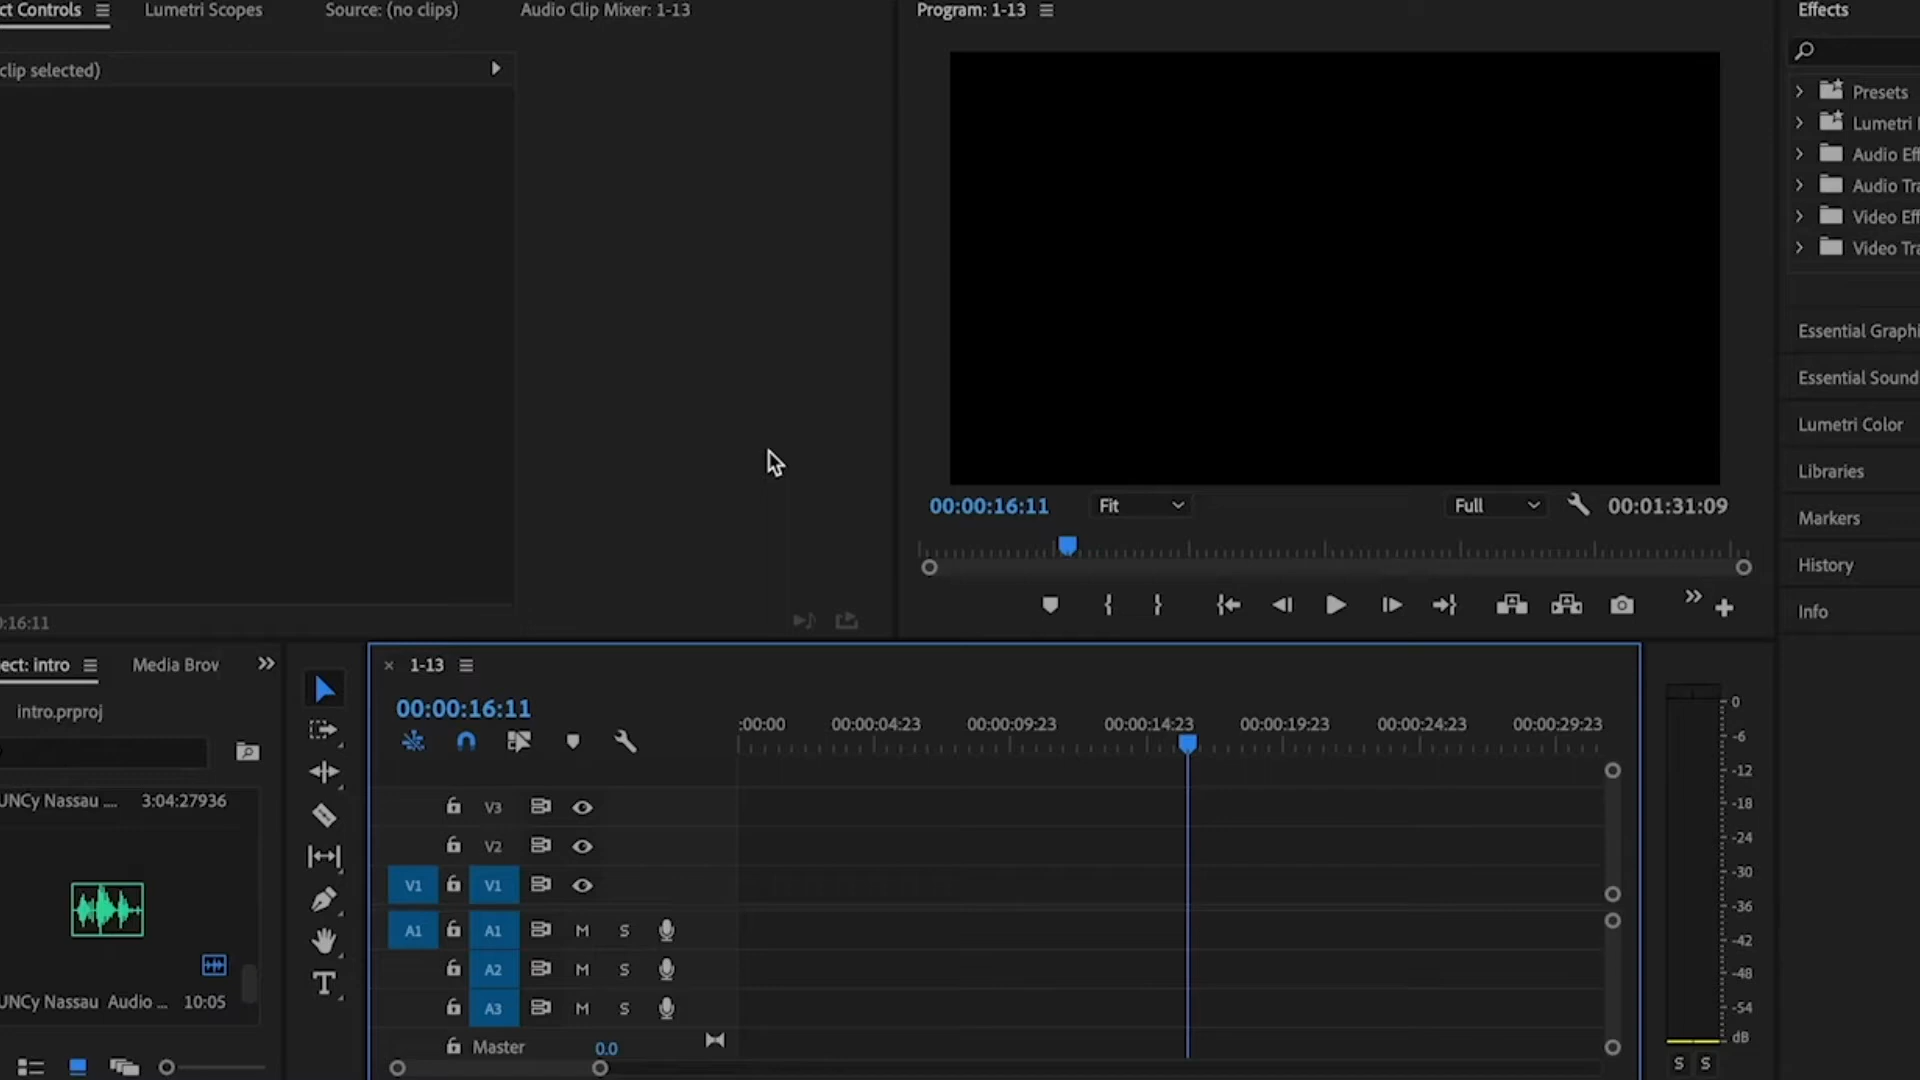 ct Controls
Lumetri Scopes
Source: (no clips)
Audio Clip Mixer: 1-13
clip selected)
:16:11
Program: 1-13
00:00:16:11
Fit
Full
00:01:31:09
Effects
Presets
Lumetri
Audio Eff
Audio Tra
Video Eff
Video Tra
Essential Graphi
Essential Sound
Lumetri Color
Libraries
Markers
History
Info
ect: intro
Media Brov
intro.prproj
UNCy Nassau ...
3:04:27936
UNCy Nassau Audio ...
10:05
1-13
00:00:16:11
:00:00
00:00:04:23
00:00:09:23
00:00:14:23
00:00:19:23
00:00:24:23
00:00:29:23
V3
V2
V1 V1
A1 A1 M S
A2 M S
A3 M S
Master 0.0
0
-6
-12
-18
-24
-30
-36
-42
-48
-54
dB
S S
T